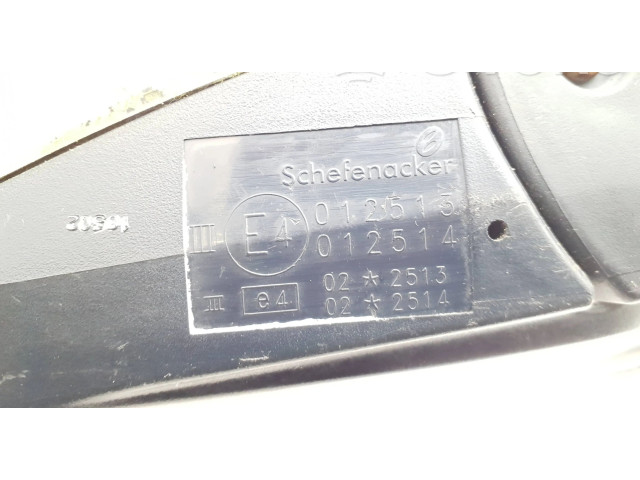 Schefenacker
III E4 012513
012514
III e4 02 * 2513
02 * 2514